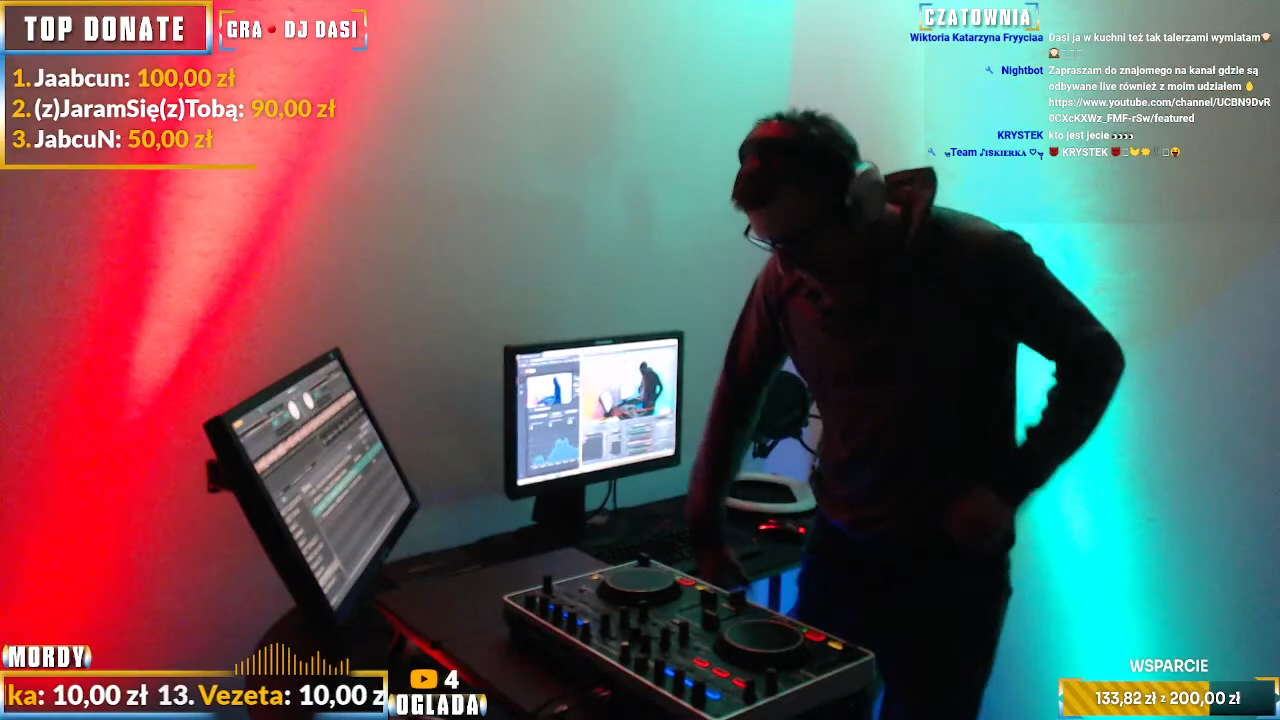 TOP DONATE
GRA • DJ DASI
1. Jaabcun: 100,00 zł
2. (z)JaramSię(z)Tobą: 90,00 zł
3. JabcuN: 50,00 zł
CZATOWNIA
Wiktoria Katarzyna Fryyciaa Dasi ja w kuchni też tak talerzami wymiatam
Nightbot Zapraszam do znajomego na kanał gdzie są
odbywane live również z moim udziałem
https://www.youtube.com/channel/UCBN9DvR
0CXcKXWz_FMF-rSw/featured
KRYSTEK kto jest jecie
Team ♪ıѕкιєякα ♡ KRYSTEK
MORDY
ka: 10,00 zł 13. Vezeta: 10,00 z
4
OGLADA
WSPARCIE
133,82 zł z 200,00 zł